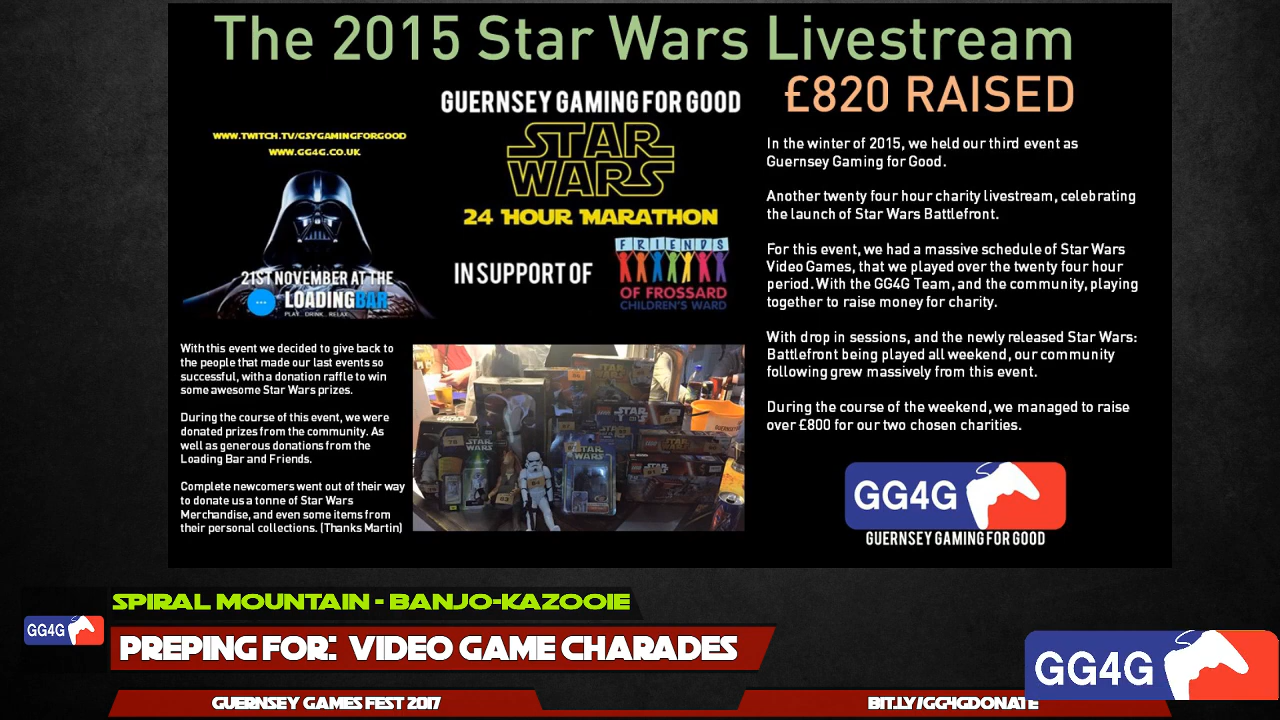 The 2015 Star Wars Livestream
£820 RAISED
GUERNSEY GAMING FOR GOOD
WWW.TWITCH.TV/GSYGAMINGFORGOOD
WWW.GG4G.CO.UK
STAR
WARS
24 HOUR MARATHON
IN SUPPORT OF
FRIENDS
OF FROSSARD
CHILDREN'S WARD
21ST NOVEMBER AT THE
LOADINGBAR
PLAY.. DRINK.. RELAX
With this event we decided to give back to
the people that made our last events so
successful, with a donation raffle to win
some awesome Star Wars prizes.
During the course of this event, we were
donated prizes from the community. As
well as generous donations from the
Loading Bar and Friends.
Complete newcomers went out of their way
to donate us a tonne of Star Wars
Merchandise, and even some items from
their personal collections. (Thanks Martin)
In the winter of 2015, we held our third event as
Guernsey Gaming for Good.
Another twenty four hour charity livestream, celebrating
the launch of Star Wars Battlefront.
For this event, we had a massive schedule of Star Wars
Video Games, that we played over the twenty four hour
period. With the GG4G Team, and the community, playing
together to raise money for charity.
With drop in sessions, and the newly released Star Wars:
Battlefront being played all weekend, our community
following grew massively from this event.
During the course of the weekend, we managed to raise
over £800 for our two chosen charities.
GG4G
GUERNSEY GAMING FOR GOOD
SPIRAL MOUNTAIN - BANJO-KAZOOIE
GG4G
PREPING FOR: VIDEO GAME CHARADES
GG4G
GUERNSEY GAMES FEST 2017
BIT.LY/GG4GDONATE